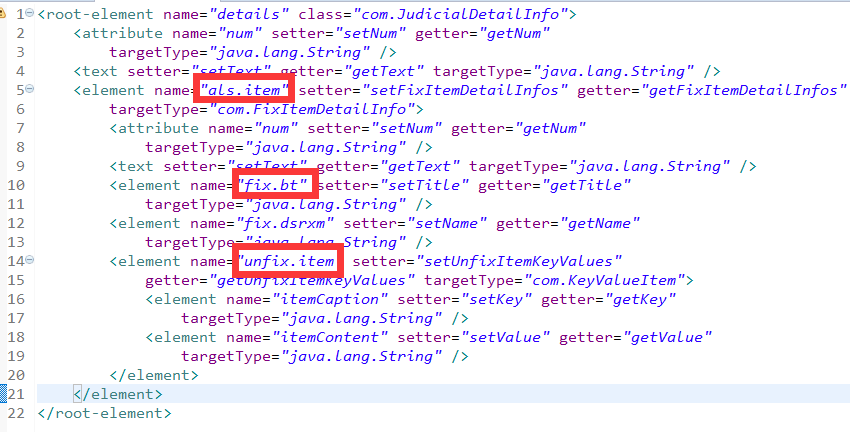 1 <root-element name="details" class="com.JudicialDetailInfo">
2 <attribute name="num" setter="setNum" getter="getNum"
3 targetType="java.lang.String" />
4 <text setter="setText" getter="getText" targetType="java.lang.String" />
5 <element name="als.item" setter="setFixItemDetailInfos" getter="getFixItemDetailInfos"
6 targetType="com.FixItemDetailInfo">
7 <attribute name="num" setter="setNum" getter="getNum"
8 targetType="java.lang.String" />
9 <text setter="setText" getter="getText" targetType="java.lang.String" />
10 <element name="fix.bt" setter="setTitle" getter="getTitle"
11 targetType="java.lang.String" />
12 <element name="fix.dsrxm" setter="setName" getter="getName"
13 targetType="java.lang.String" />
14 <element name="unfix.item" setter="setUnfixItemKeyValues"
15 getter="getUnfixItemKeyValues" targetType="com.KeyValueItem">
16 <element name="itemCaption" setter="setKey" getter="getKey"
17 targetType="java.lang.String" />
18 <element name="itemContent" setter="setValue" getter="getValue"
19 targetType="java.lang.String" />
20 </element>
21 </element>
22 </root-element>